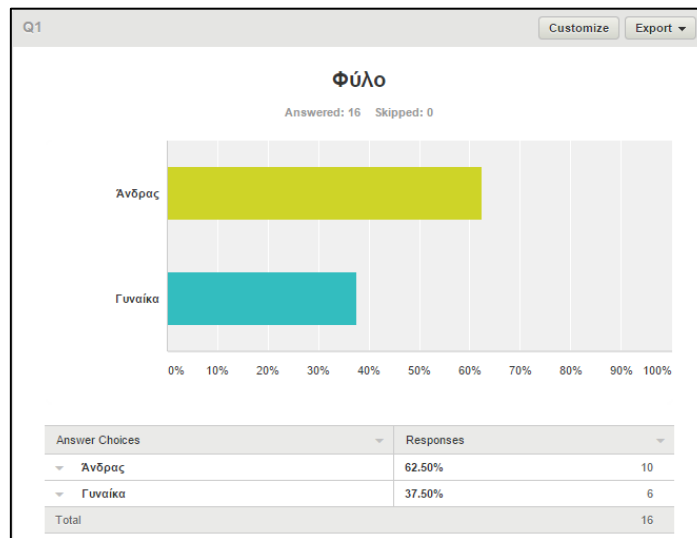 Q1 Customize Export
Φύλο
Answered: 16 Skipped: 0
Άνδρας
Γυναίκα
0% 10% 20% 30% 40% 50% 60% 70% 80% 90% 100%
Answer Choices Responses
Άνδρας 62.50% 10
Γυναίκα 37.50% 6
Total 16